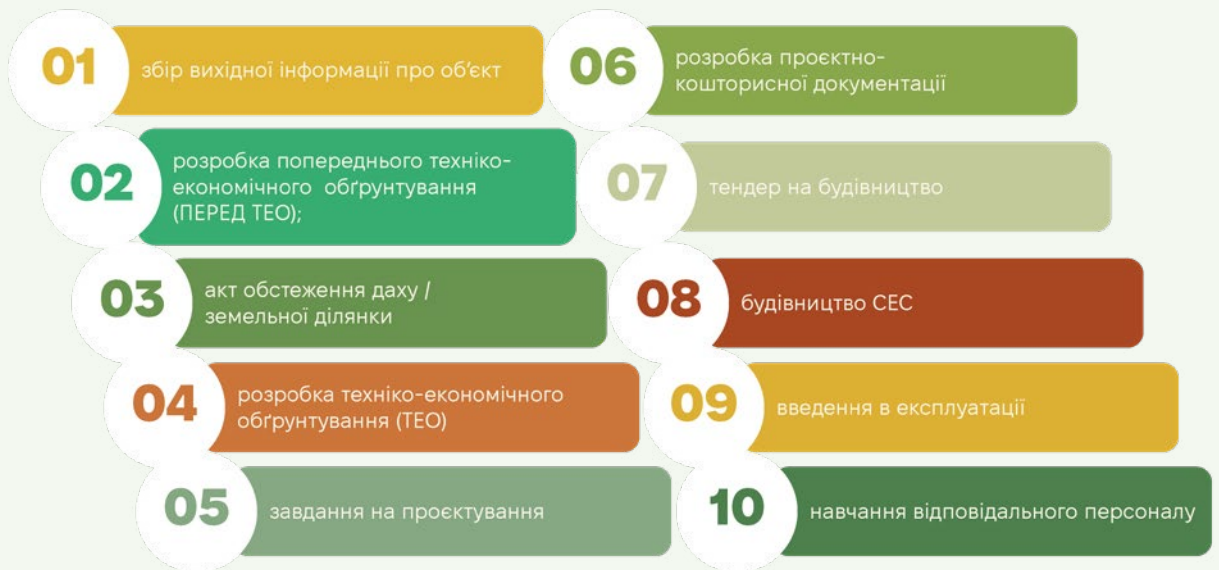 01
збір вихідної інформації про об’єкт
02
розробка попереднього техніко-
економічного обґрунтування
(ПЕРЕД ТЕО);
03
акт обстеження даху /
земельної ділянки
04
розробка техніко-економічного
обґрунтування (ТЕО)
05
завдання на проєктування
06
розробка проєктно-
кошторисної документації
07
тендер на будівництво
08
будівництво СЕС
09
введення в експлуатації
10
навчання відповідального персоналу